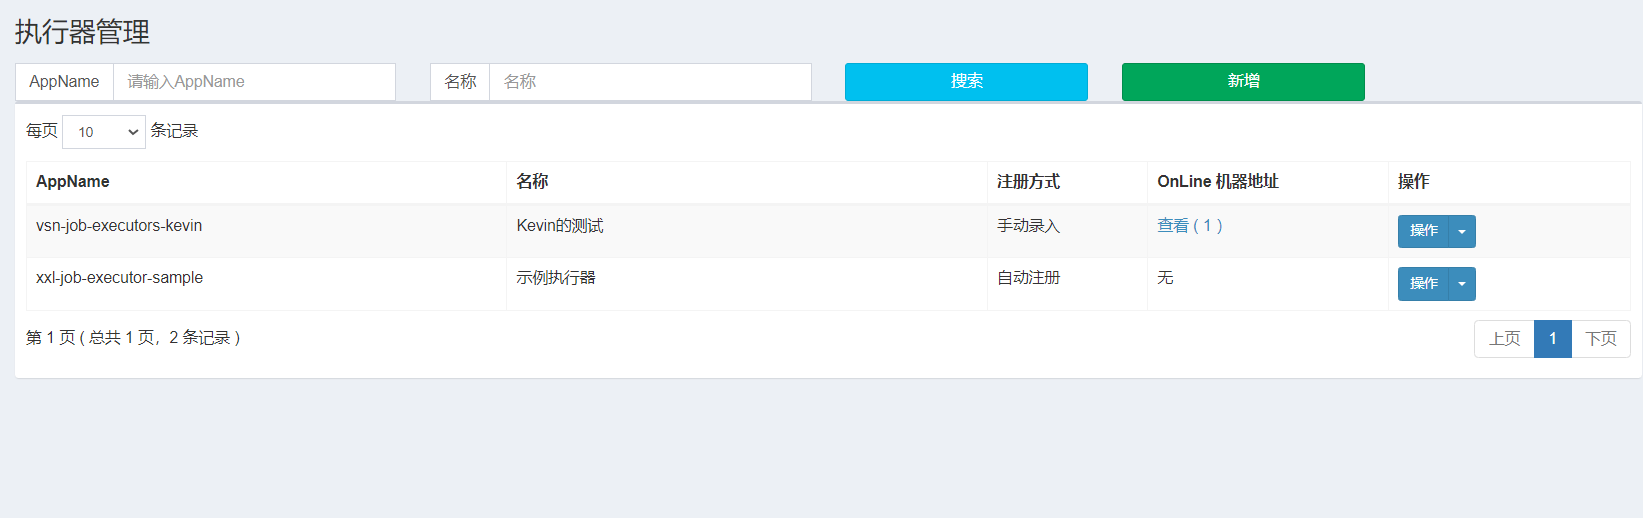 执行器管理
AppName 请输入AppName 名称 名称 搜索 新增
每页 10 条记录
AppName 名称 注册方式 OnLine 机器地址 操作
vsn-job-executors-kevin Kevin的测试 手动录入 查看 ( 1 ) 操作
xxl-job-executor-sample 示例执行器 自动注册 无 操作
第 1 页 ( 总共 1 页，2 条记录 ) 上页 1 下页